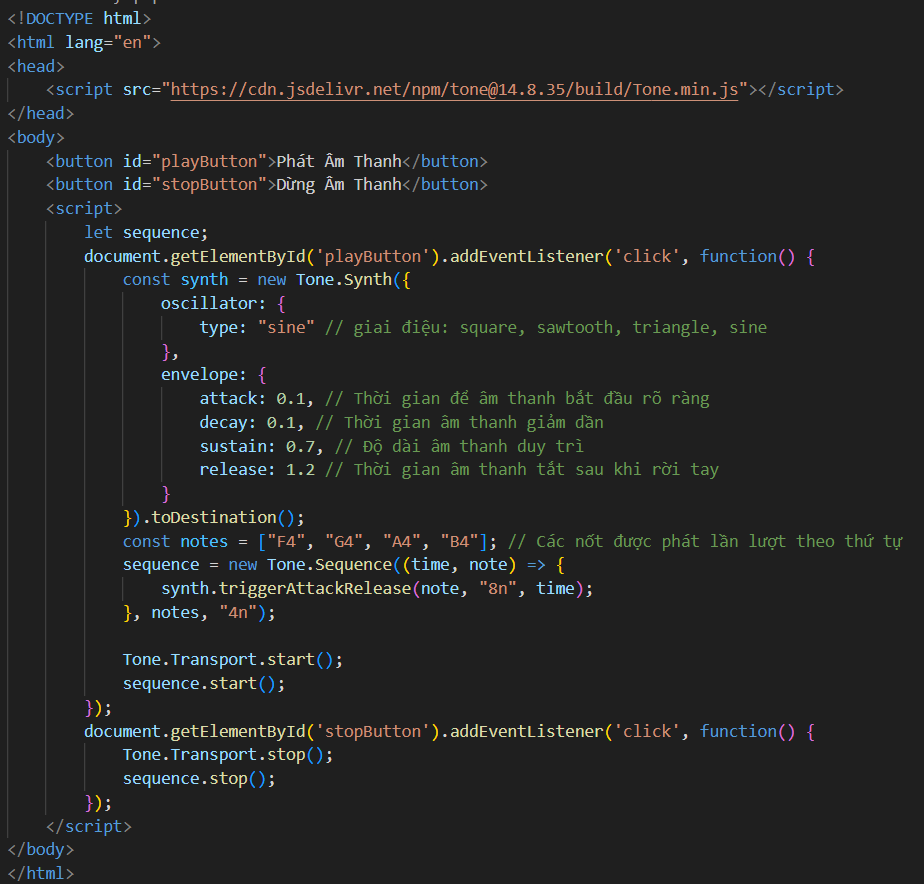 <!DOCTYPE html>
<html lang="en">
<head>
    <script src="https://cdn.jsdelivr.net/npm/tone@14.8.35/build/Tone.min.js"></script>
</head>
<body>
    <button id="playButton">Phát Âm Thanh</button>
    <button id="stopButton">Dừng Âm Thanh</button>
    <script>
        let sequence;
        document.getElementById('playButton').addEventListener('click', function() {
            const synth = new Tone.Synth({
                oscillator: {
                    type: "sine" // giai điệu: square, sawtooth, triangle, sine
                },
                envelope: {
                    attack: 0.1, // Thời gian để âm thanh bắt đầu rõ ràng
                    decay: 0.1, // Thời gian âm thanh giảm dần
                    sustain: 0.7, // Độ dài âm thanh duy trì
                    release: 1.2 // Thời gian âm thanh tắt sau khi rời tay
                }
            }).toDestination();
            const notes = ["F4", "G4", "A4", "B4"]; // Các nốt được phát lần lượt theo thứ tự
            sequence = new Tone.Sequence((time, note) => {
                synth.triggerAttackRelease(note, "8n", time);
            }, notes, "4n");

            Tone.Transport.start();
            sequence.start();
        });
        document.getElementById('stopButton').addEventListener('click', function() {
            Tone.Transport.stop();
            sequence.stop();
        });
    </script>
</body>
</html>